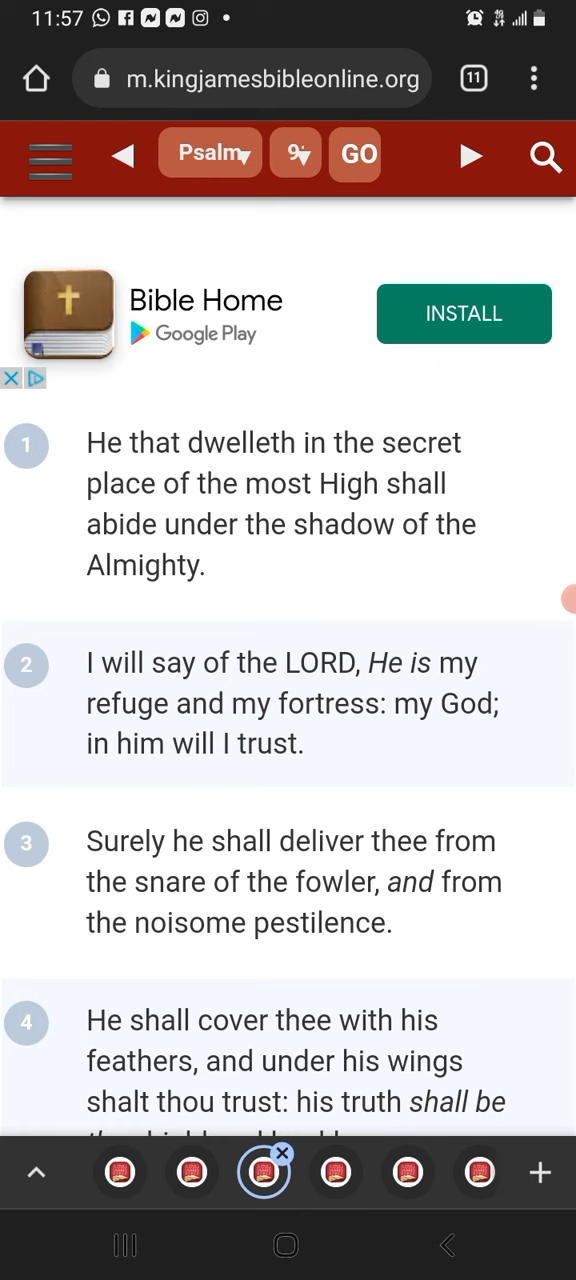 11:57
m.kingjamesbibleonline.org
11
Psalm
GO
Bible Home
Google Play
INSTALL
1
He that dwelleth in the secret
place of the most High shall
abide under the shadow of the
Almighty.
2
I will say of the LORD, He is my
refuge and my fortress: my God;
in him will I trust.
3
Surely he shall deliver thee from
the snare of the fowler, and from
the noisome pestilence.
4
He shall cover thee with his
feathers, and under his wings
shalt thou trust: his truth shall be